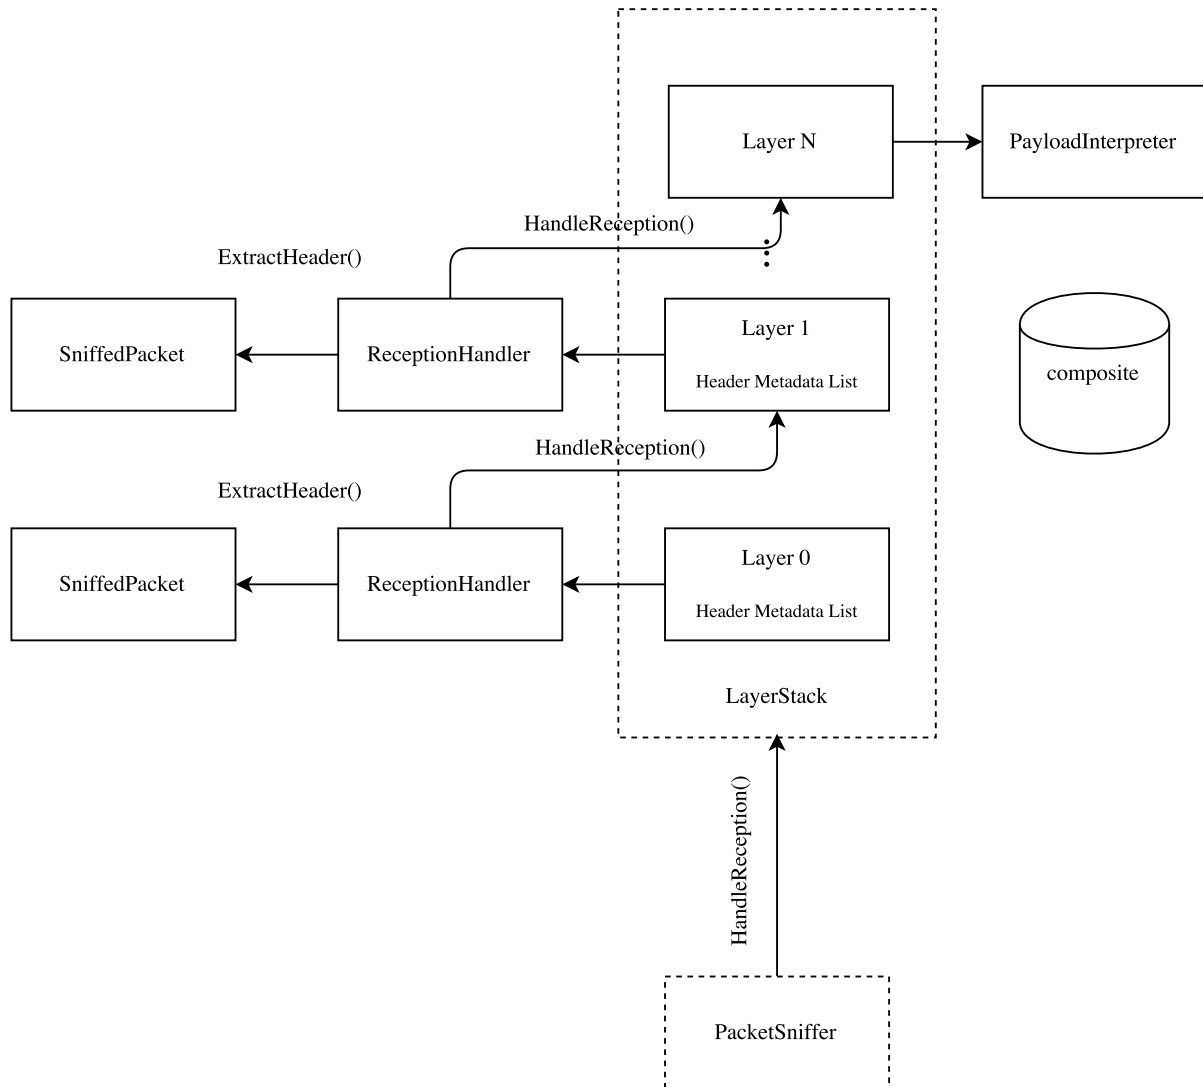 Layer N
PayloadInterpreter
HandleReception()
ExtractHeader()
SniffedPacket
ReceptionHandler
Layer 1
Header Metadata List
composite
HandleReception()
ExtractHeader()
SniffedPacket
ReceptionHandler
Layer 0
Header Metadata List
LayerStack
HandleReception()
PacketSniffer